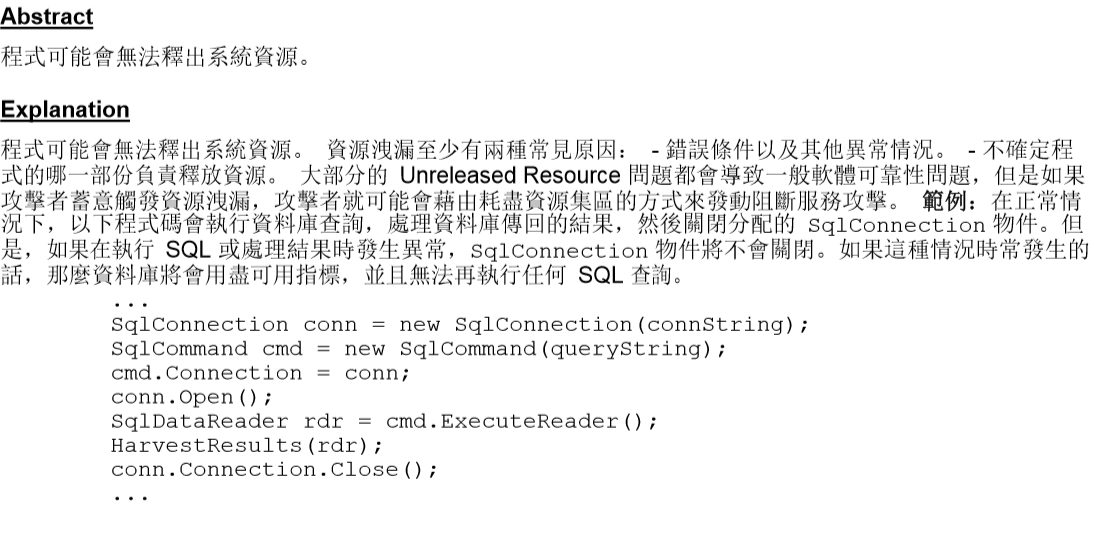 Abstract
程式可能會無法釋出系統資源。
Explanation
程式可能會無法釋出系統資源。 資源洩漏至少有兩種常見原因： - 錯誤條件以及其他異常情況。 - 不確定程
式的哪一部份負責釋放資源。 大部分的 Unreleased Resource 問題都會導致一般軟體可靠性問題，但是如果
攻擊者蓄意觸發資源洩漏，攻擊者就可能會藉由耗盡資源集區的方式來發動阻斷服務攻擊。 範例：在正常情
況下，以下程式碼會執行資料庫查詢，處理資料庫傳回的結果，然後關閉分配的 SqlConnection 物件。但
是，如果在執行 SQL 或處理結果時發生異常，SqlConnection 物件將不會關閉。如果這種情況時常發生的
話，那麼資料庫將會用盡可用指標，並且無法再執行任何 SQL 查詢。
...
SqlConnection conn = new SqlConnection(connString);
SqlCommand cmd = new SqlCommand(queryString);
cmd.Connection = conn;
conn.Open();
SqlDataReader rdr = cmd.ExecuteReader();
HarvestResults(rdr);
conn.Connection.Close();
...